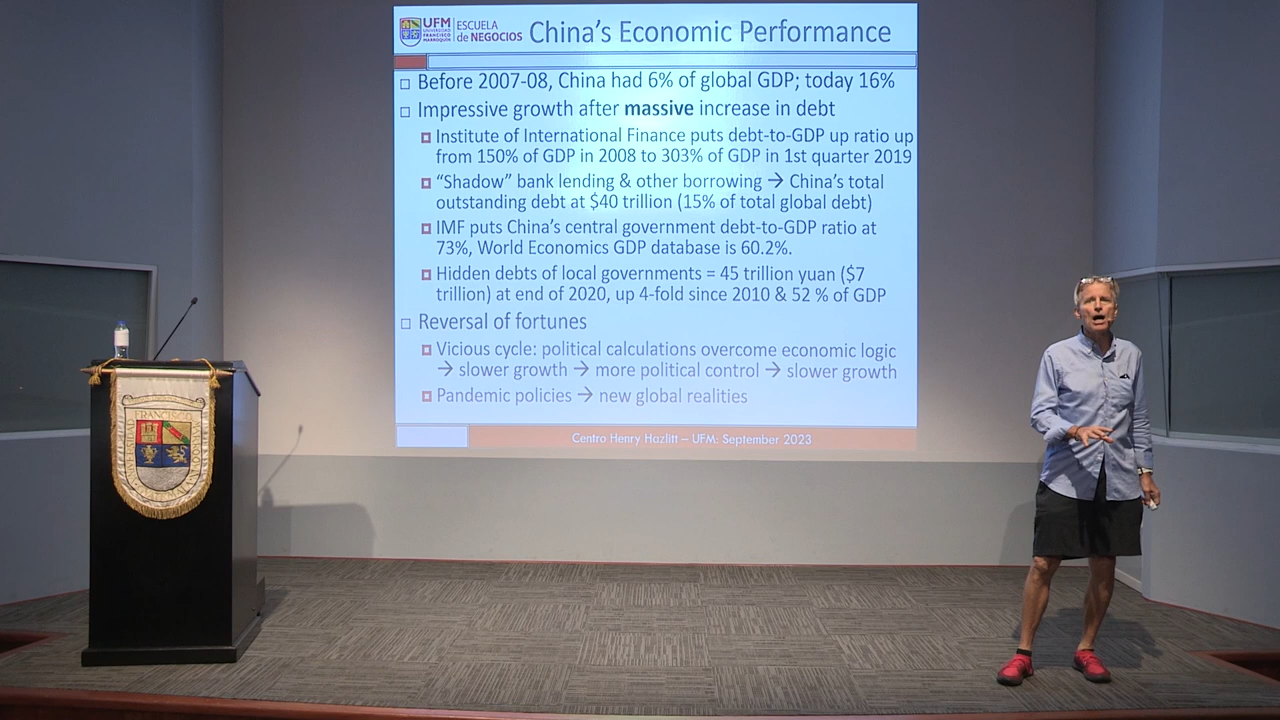 UFM
UNIVERSIDAD
FRANCISCO
MARROQUÍN
ESCUELA
de NEGOCIOS
China's Economic Performance
Before 2007-08, China had 6% of global GDP; today 16%
Impressive growth after massive increase in debt
Institute of International Finance puts debt-to-GDP up ratio up
from 150% of GDP in 2008 to 303% of GDP in 1st quarter 2019
“Shadow” bank lending & other borrowing → China's total
outstanding debt at $40 trillion (15% of total global debt)
IMF puts China's central government debt-to-GDP ratio at
73%, World Economics GDP database is 60.2%.
Hidden debts of local governments = 45 trillion yuan ($7
trillion) at end of 2020, up 4-fold since 2010 & 52 % of GDP
Reversal of fortunes
Vicious cycle: political calculations overcome economic logic
→ slower growth → more political control → slower growth
Pandemic policies → new global realities
Centro Henry Hazlitt – UFM: September 2023
FRANCISCO